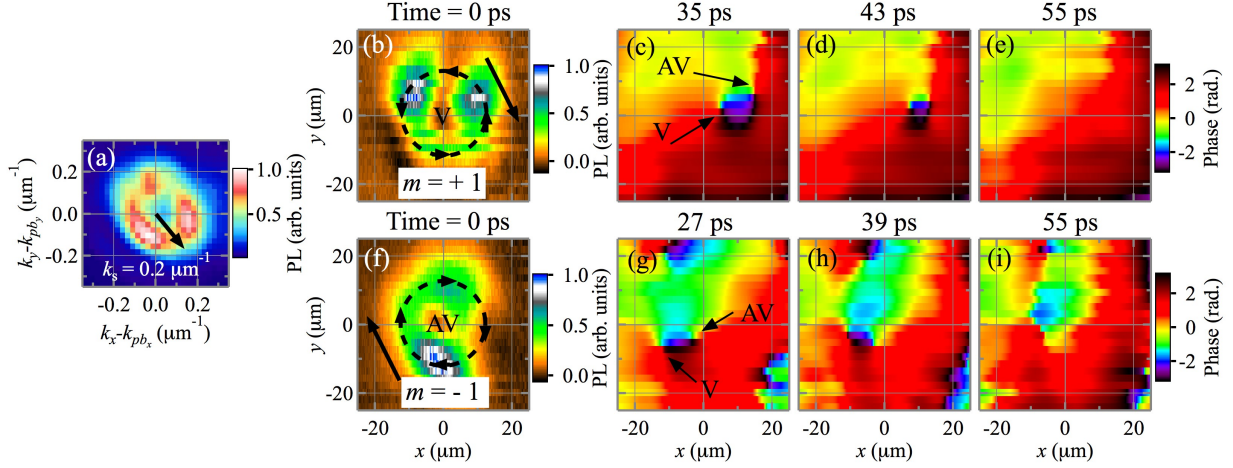 Time = 0 ps
35 ps
43 ps
55 ps
(b)
V
m = + 1
y (μm)
20
0
-20
1.0
0.5
0.0
PL (arb. units)
(c)
AV
V
(d)
(e)
2
0
-2
Phase (rad.)
(a)
k_s = 0.2 μm⁻¹
k_y-k_pb_y (μm⁻¹)
0.2
0.0
-0.2
-0.2 0.0 0.2
k_x-k_pb_x (μm⁻¹)
1.0
0.5
PL (arb. units)
Time = 0 ps
27 ps
39 ps
55 ps
(f)
AV
m = - 1
y (μm)
20
0
-20
-20 0 20
x (μm)
1.0
0.5
0.0
PL (arb. units)
(g)
AV
V
-20 0 20
x (μm)
(h)
-20 0 20
x (μm)
(i)
-20 0 20
x (μm)
2
0
-2
Phase (rad.)